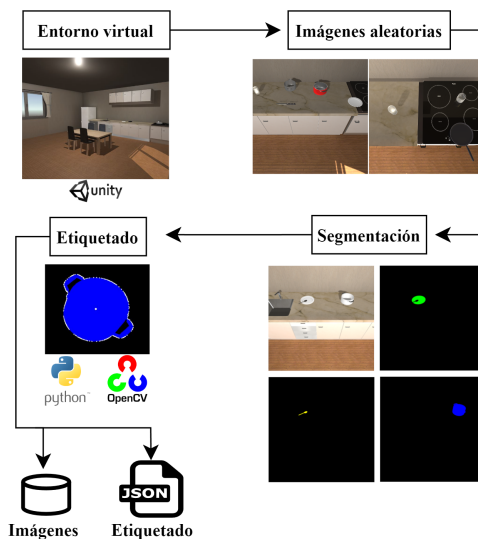 Entorno virtual
Imágenes aleatorias
unity
Etiquetado
Segmentación
python
OpenCV
JSON
Imágenes
Etiquetado